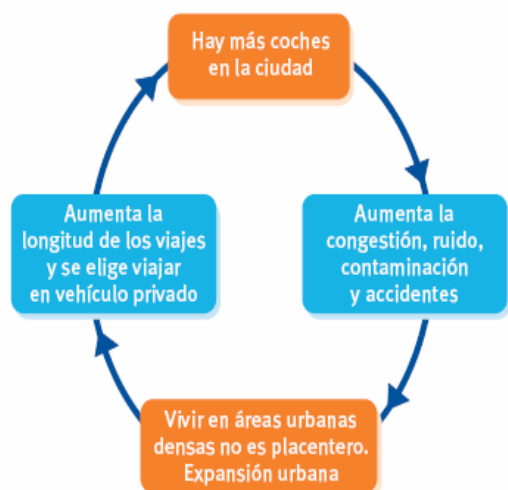 Hay más coches
en la ciudad
Aumenta la
congestión, ruido,
contaminación
y accidentes
Vivir en áreas urbanas
densas no es placentero.
Expansión urbana
Aumenta la
longitud de los viajes
y se elige viajar
en vehículo privado